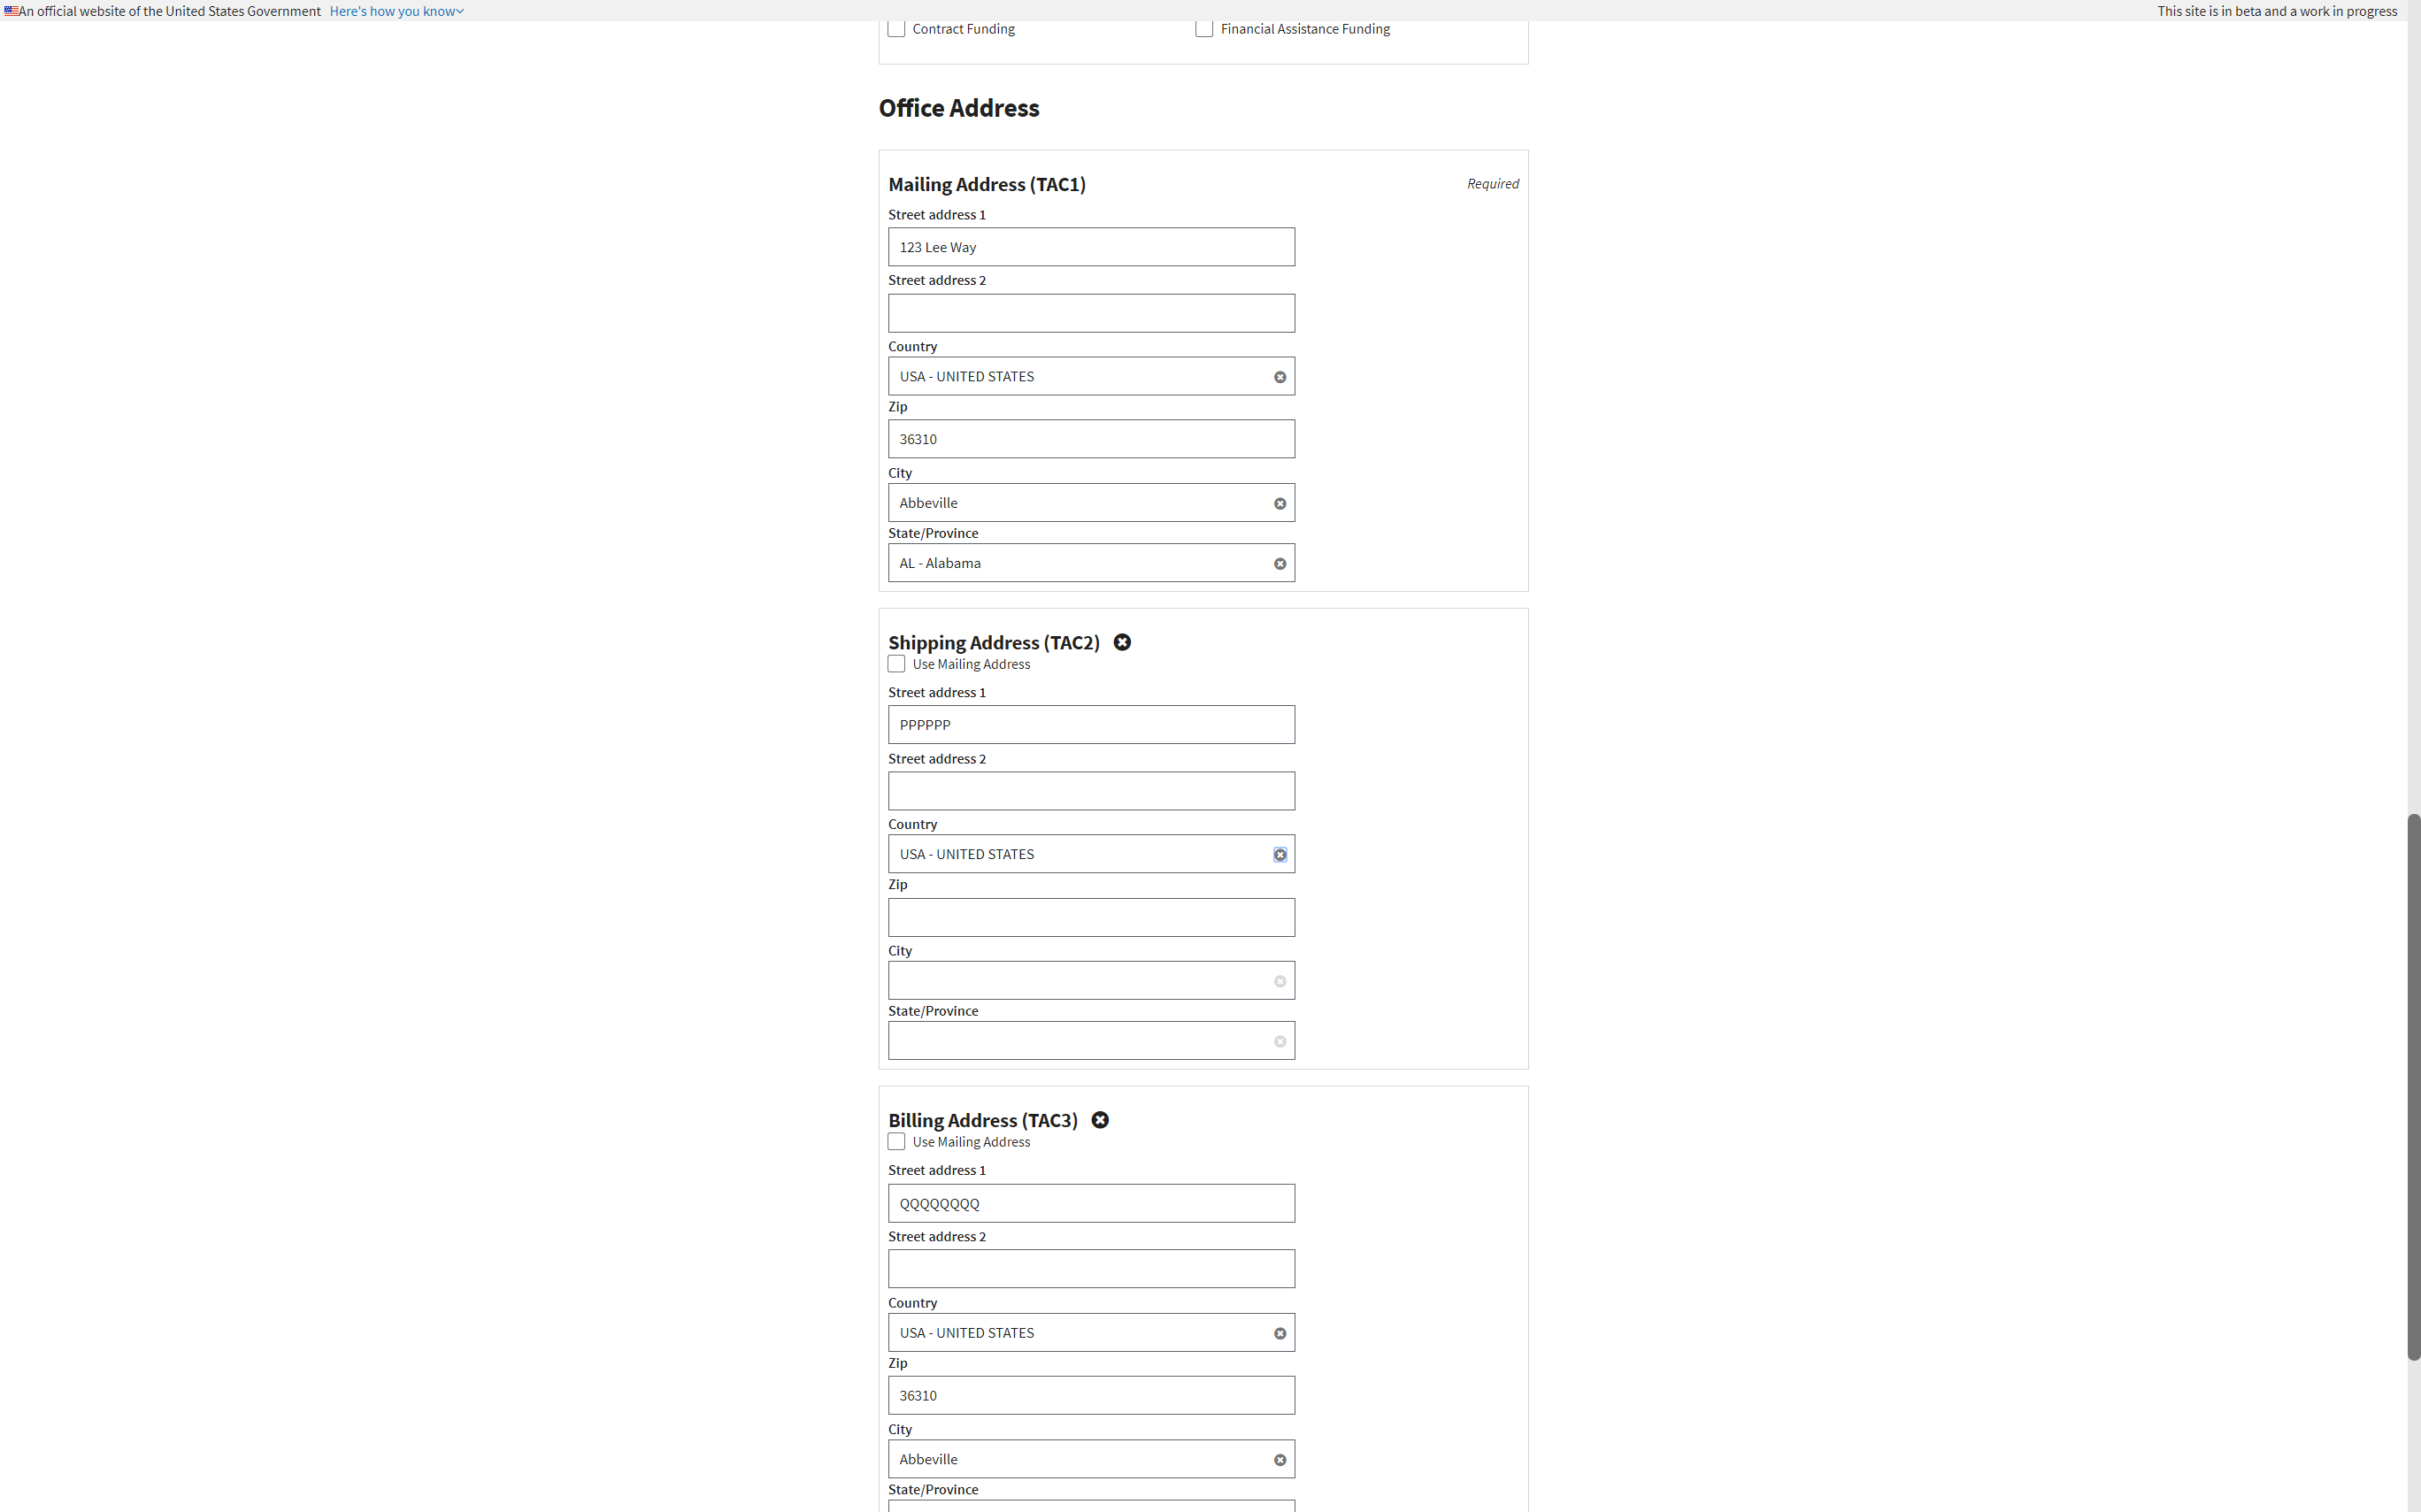 An official website of the United States Government Here's how you know
This site is in beta and a work in progress
Contract Funding
Financial Assistance Funding
Office Address
Mailing Address (TAC1)
Required
Street address 1
123 Lee Way
Street address 2
Country
USA - UNITED STATES
Zip
36310
City
Abbeville
State/Province
AL - Alabama
Shipping Address (TAC2)
Use Mailing Address
Street address 1
PPPPPP
Street address 2
Country
USA - UNITED STATES
Zip
City
State/Province
Billing Address (TAC3)
Use Mailing Address
Street address 1
QQQQQQQQ
Street address 2
Country
USA - UNITED STATES
Zip
36310
City
Abbeville
State/Province